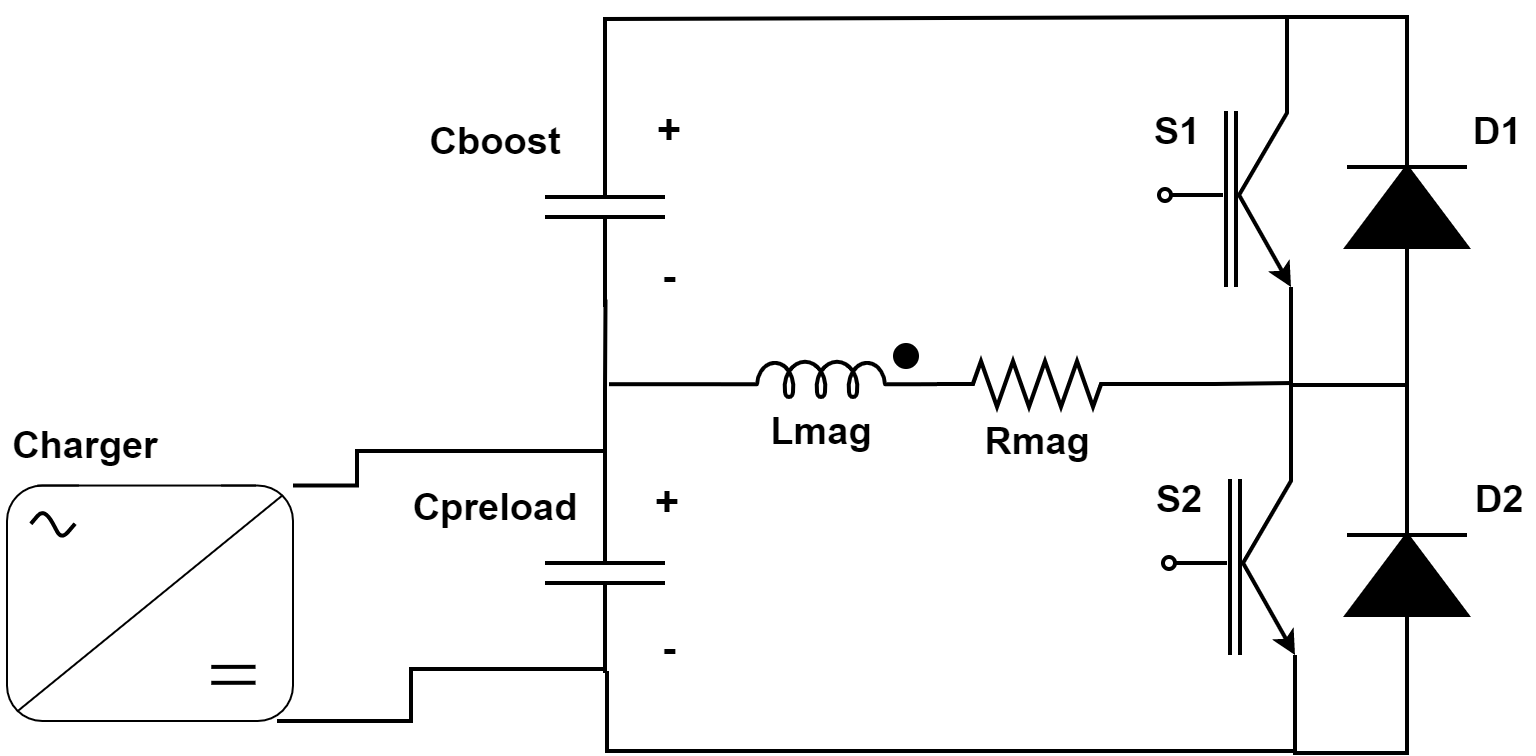 Cboost
+
-
S1
D1
Lmag
Rmag
Charger
Cpreload
+
-
S2
D2